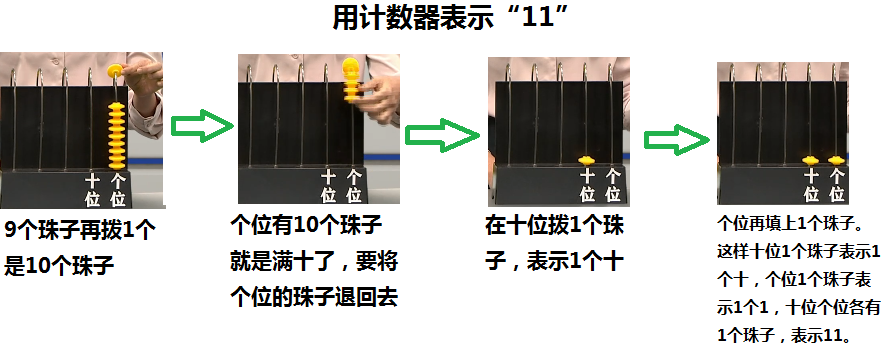 用计数器表示“11”
十位 个位
9个珠子再拨1个
是10个珠子
十位 个位
个位有10个珠子
就是满十了，要将
个位的珠子退回去
十位 个位
在十位拨1个珠
子，表示1个十
十位 个位
个位再填上1个珠子。
这样十位1个珠子表示1
个十，个位1个珠子表
示1个1，十位个位各有
1个珠子，表示11。